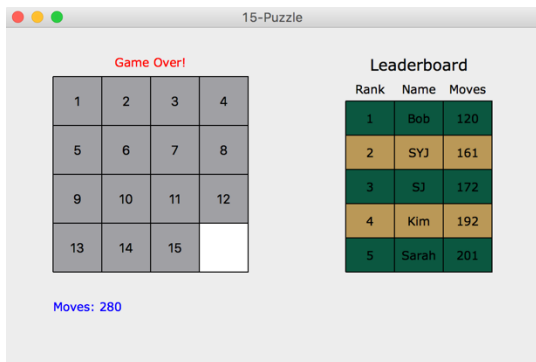 15-Puzzle
Game Over!
1 2 3 4
5 6 7 8
9 10 11 12
13 14 15
Moves: 280
Leaderboard
Rank Name Moves
1 Bob 120
2 SYJ 161
3 SJ 172
4 Kim 192
5 Sarah 201